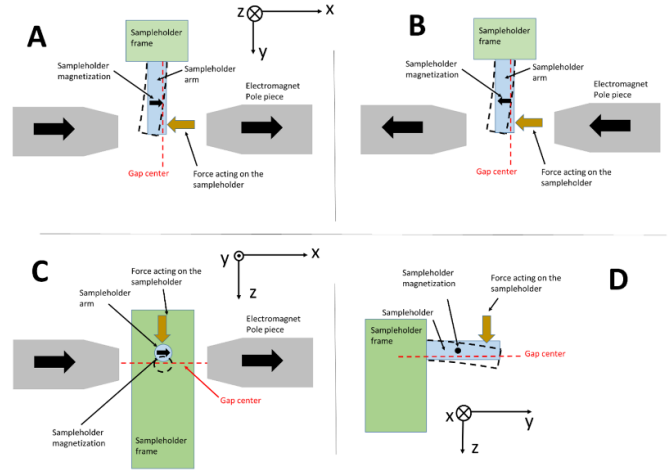 A
Sampleholder
frame
z
x
y
Sampleholder
magnetization
Sampleholder
arm
Electromagnet
Pole piece
Gap center
Force acting on the
sampleholder
B
Sampleholder
frame
Sampleholder
magnetization
Sampleholder
arm
Electromagnet
Pole piece
Gap center
Force acting on the
sampleholder
C
y
x
z
Force acting on the
sampleholder
Sampleholder
arm
Electromagnet
Pole piece
Gap center
Sampleholder
magnetization
Sampleholder
frame
D
Sampleholder
magnetization
Force acting on the
sampleholder
Sampleholder
frame
Sampleholder
Gap center
x
y
z